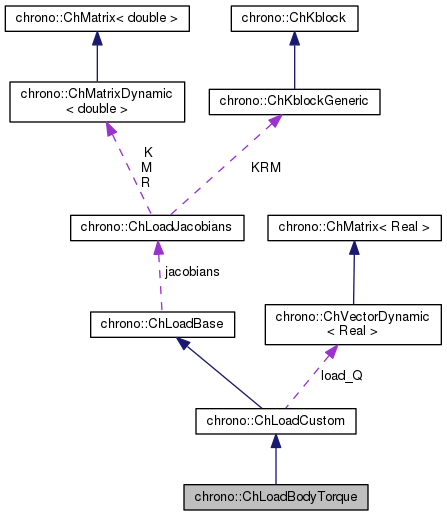 chrono::ChMatrix< double >
chrono::ChKblock
chrono::ChMatrixDynamic
< double >
chrono::ChKblockGeneric
K
M
R
KRM
chrono::ChLoadJacobians
chrono::ChMatrix< Real >
jacobians
chrono::ChLoadBase
chrono::ChVectorDynamic
< Real >
load_Q
chrono::ChLoadCustom
chrono::ChLoadBodyTorque